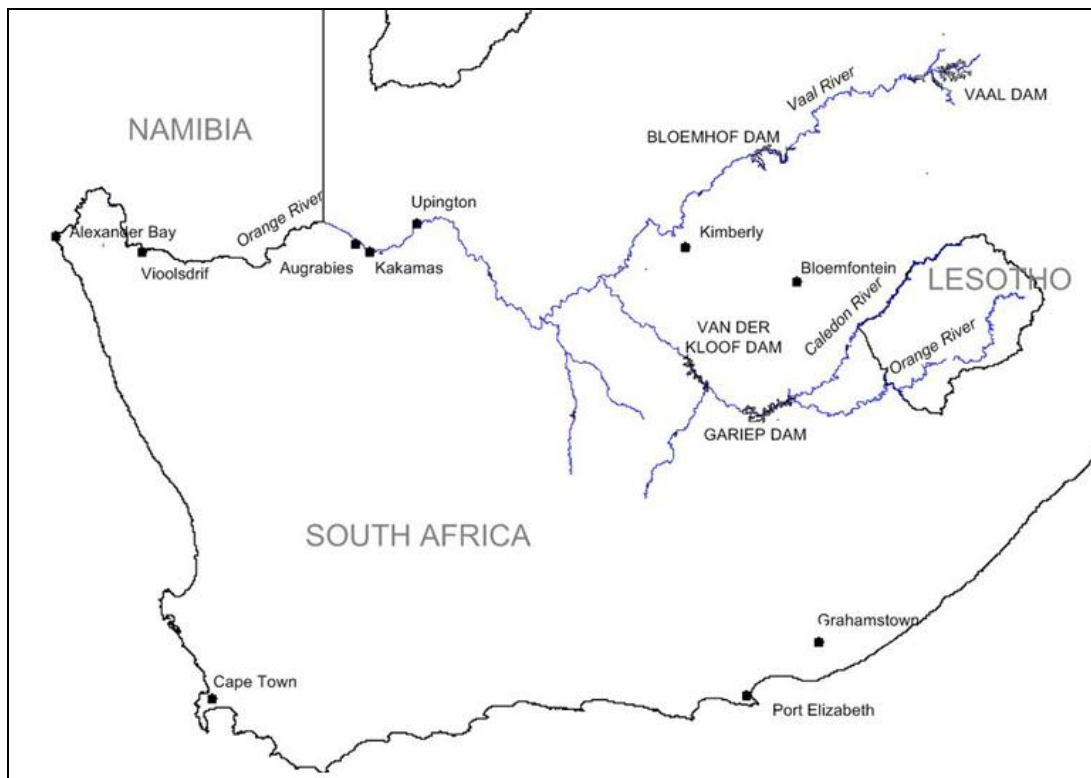 Vaal River
VAAL DAM
NAMIBIA
BLOEMHOF DAM
Upington
Orange River
Alexander Bay
Kimberly
Vioolsdrif
Augrabies
Kakamas
Bloemfontein
LESOTHO
Caledon River
VAN DER
KLOOF DAM
Orange River
GARIEP DAM
SOUTH AFRICA
Grahamstown
Cape Town
Port Elizabeth